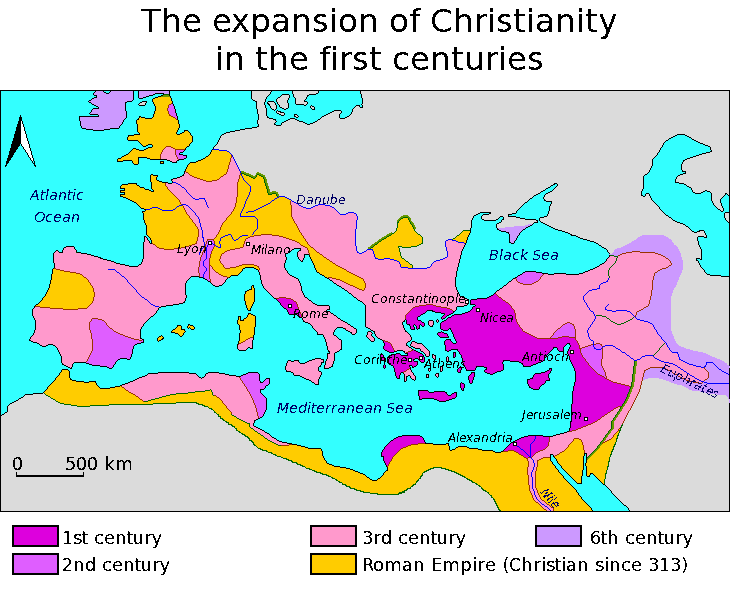 The expansion of Christianity
in the first centuries
Atlantic
Ocean
Danube
Lyon
Milano
Black Sea
Constantinople
Nicea
Rome
Corinthe
Athens
Antioch
Euphrates
Mediterranean Sea
Jerusalem
Alexandria
0 500 km
Nile
1st century
3rd century
6th century
2nd century
Roman Empire (Christian since 313)